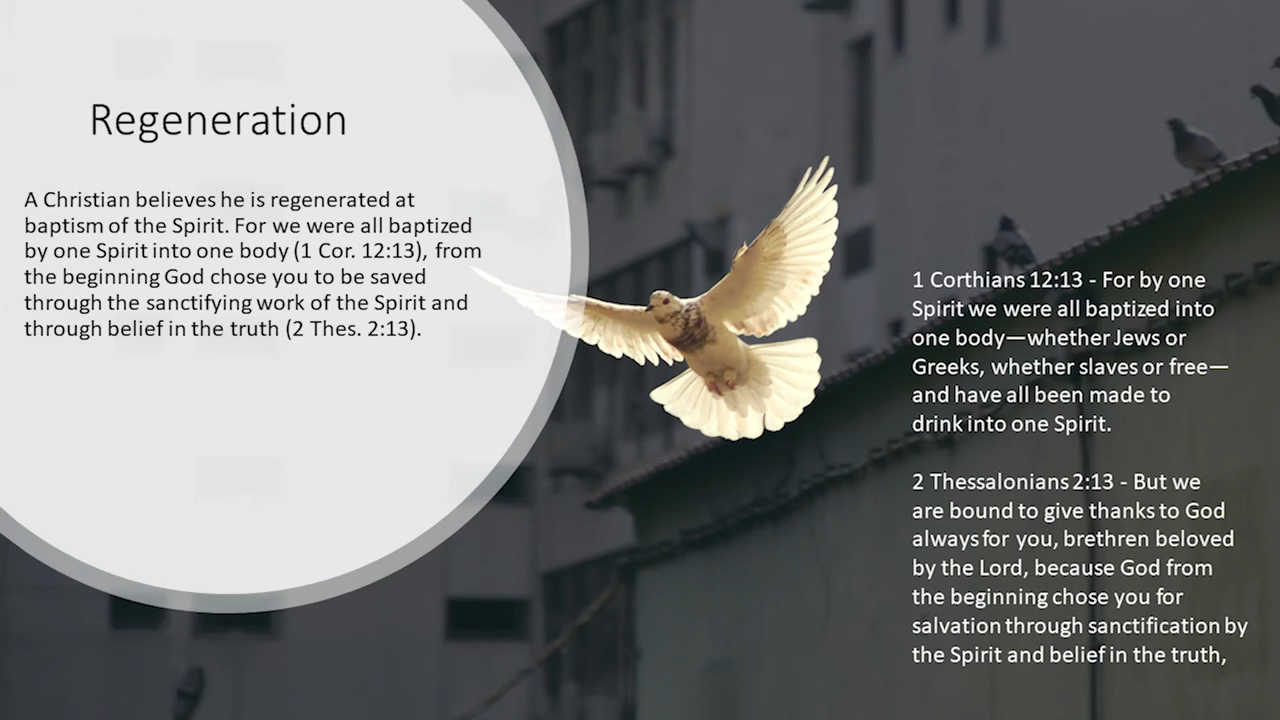 Regeneration
A Christian believes he is regenerated at
baptism of the Spirit. For we were all baptized
by one Spirit into one body (1 Cor. 12:13), from
the beginning God chose you to be saved
through the sanctifying work of the Spirit and
through belief in the truth (2 Thes. 2:13).
1 Corthians 12:13 - For by one
Spirit we were all baptized into
one body—whether Jews or
Greeks, whether slaves or free—
and have all been made to
drink into one Spirit.
2 Thessalonians 2:13 - But we
are bound to give thanks to God
always for you, brethren beloved
by the Lord, because God from
the beginning chose you for
salvation through sanctification by
the Spirit and belief in the truth,